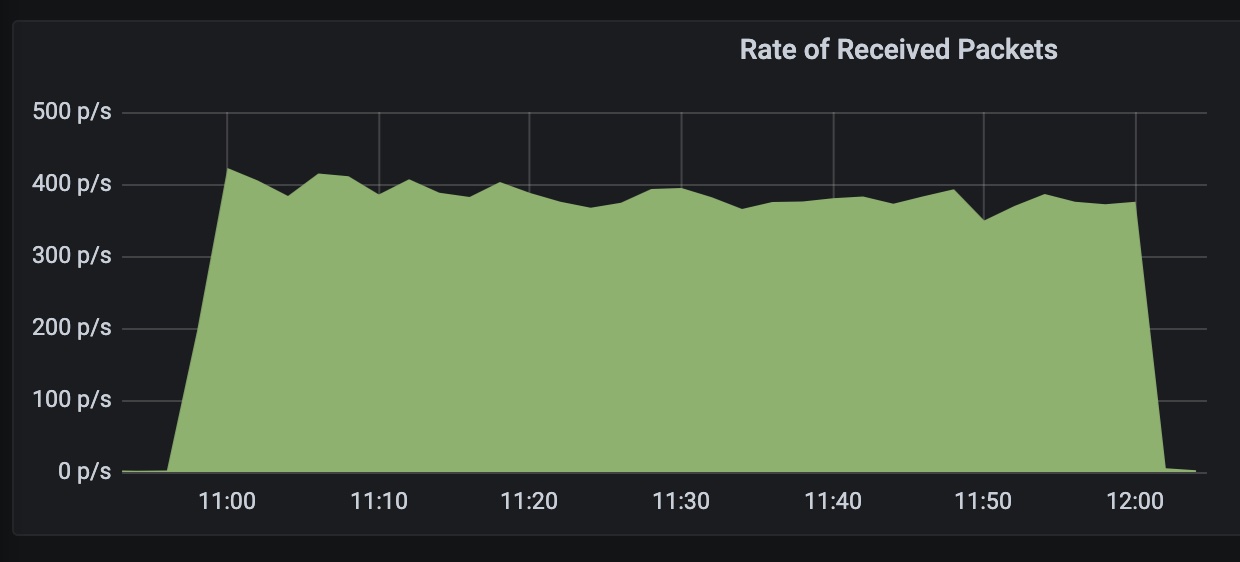 Rate of Received Packets
500 p/s
400 p/s
300 p/s
200 p/s
100 p/s
0 p/s
11:00 11:10 11:20 11:30 11:40 11:50 12:00